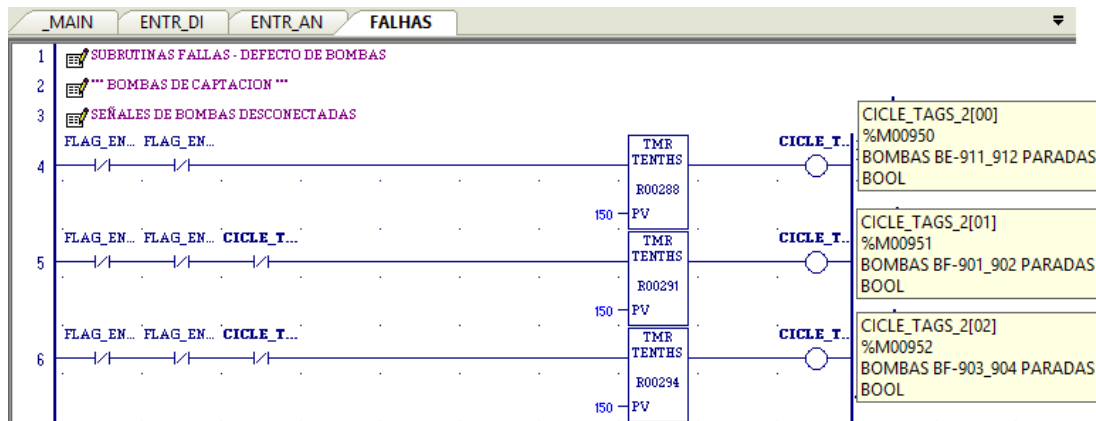 _MAIN ENTR_DI ENTR_AN FALHAS
1 SUBRUTINAS FALLAS - DEFECTO DE BOMBAS
2 ''' BOMBAS DE CAPTACION '''
3 SEÑALES DE BOMBAS DESCONECTADAS
FLAG_EN... FLAG_EN... TMR CICLE_T...
4 TENTHS
R00288
150 PV
CICLE_TAGS_2[00]
%M00950
BOMBAS BE-911_912 PARADAS
BOOL
FLAG_EN... FLAG_EN... CICLE_T... TMR CICLE_T...
5 TENTHS
R00291
150 PV
CICLE_TAGS_2[01]
%M00951
BOMBAS BF-901_902 PARADAS
BOOL
FLAG_EN... FLAG_EN... CICLE_T... TMR CICLE_T...
6 TENTHS
R00294
150 PV
CICLE_TAGS_2[02]
%M00952
BOMBAS BF-903_904 PARADAS
BOOL